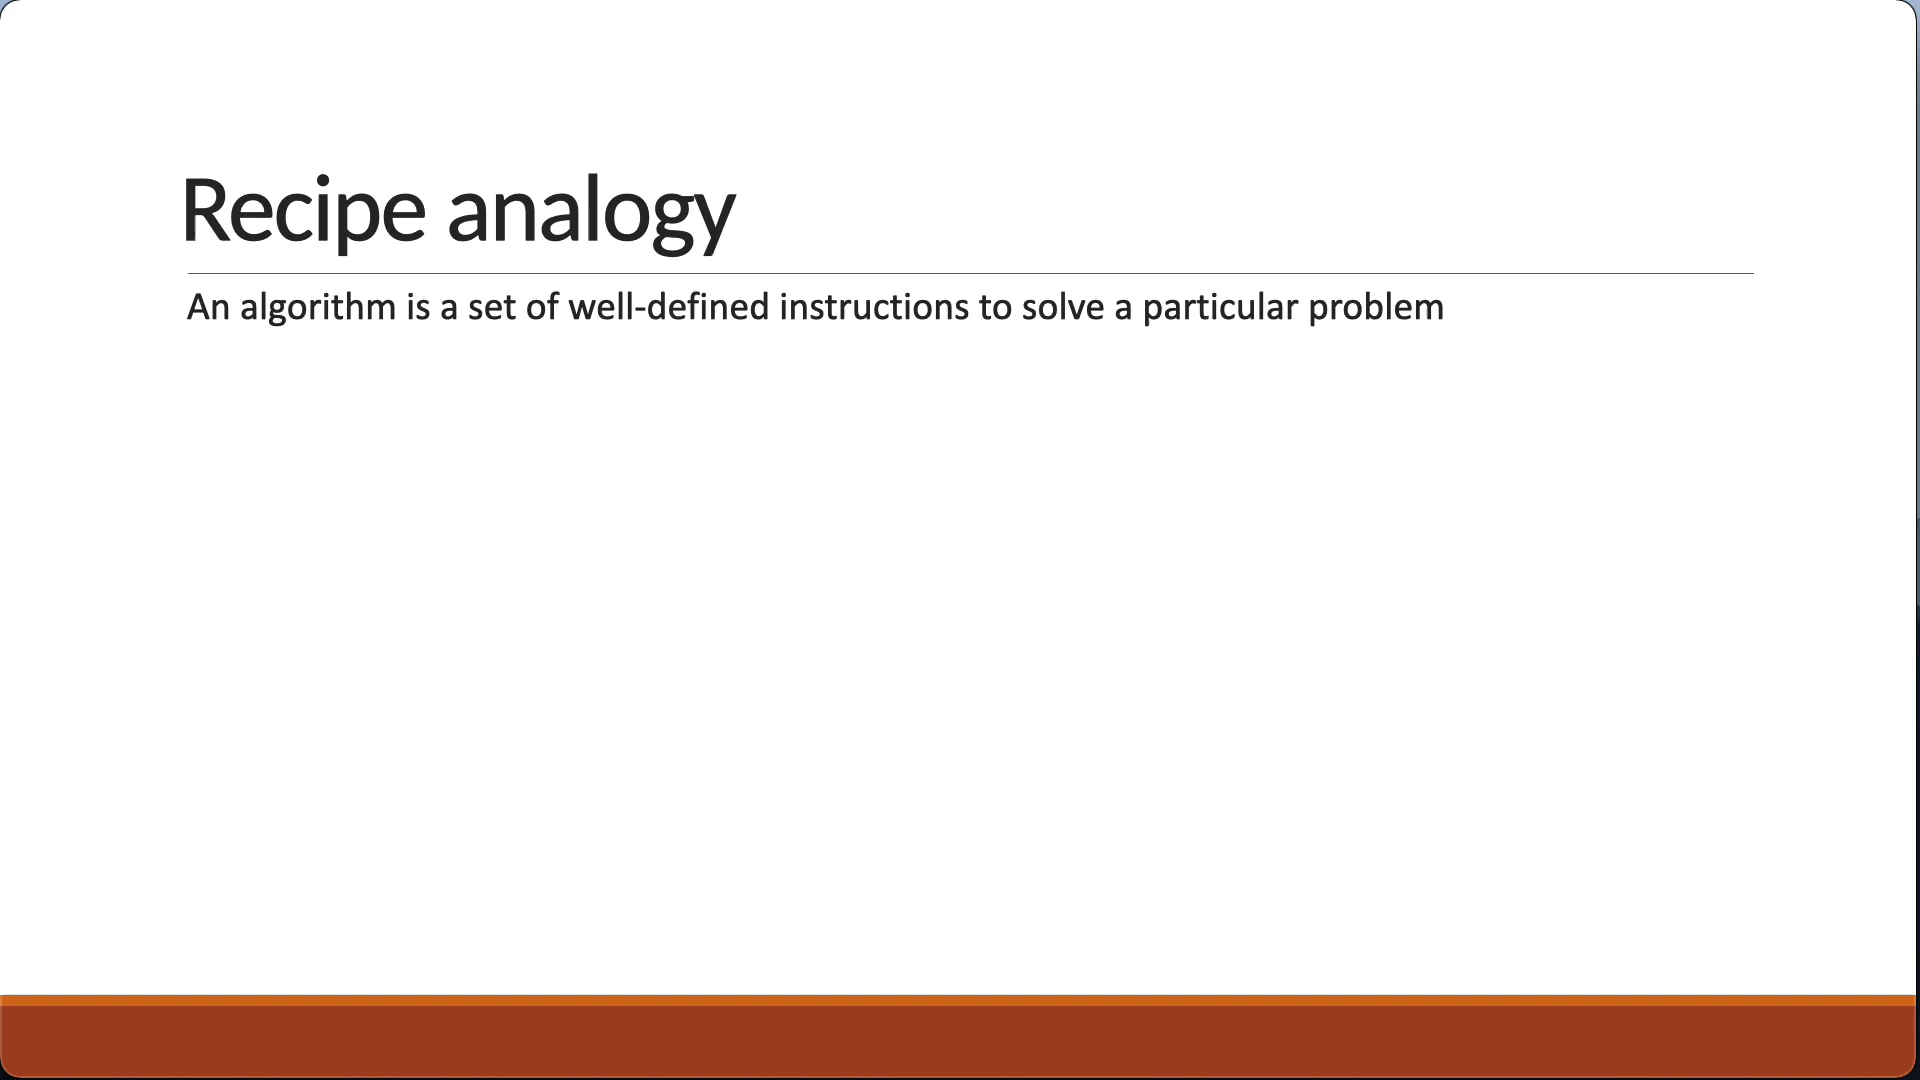 Recipe analogy
An algorithm is a set of well-defined instructions to solve a particular problem